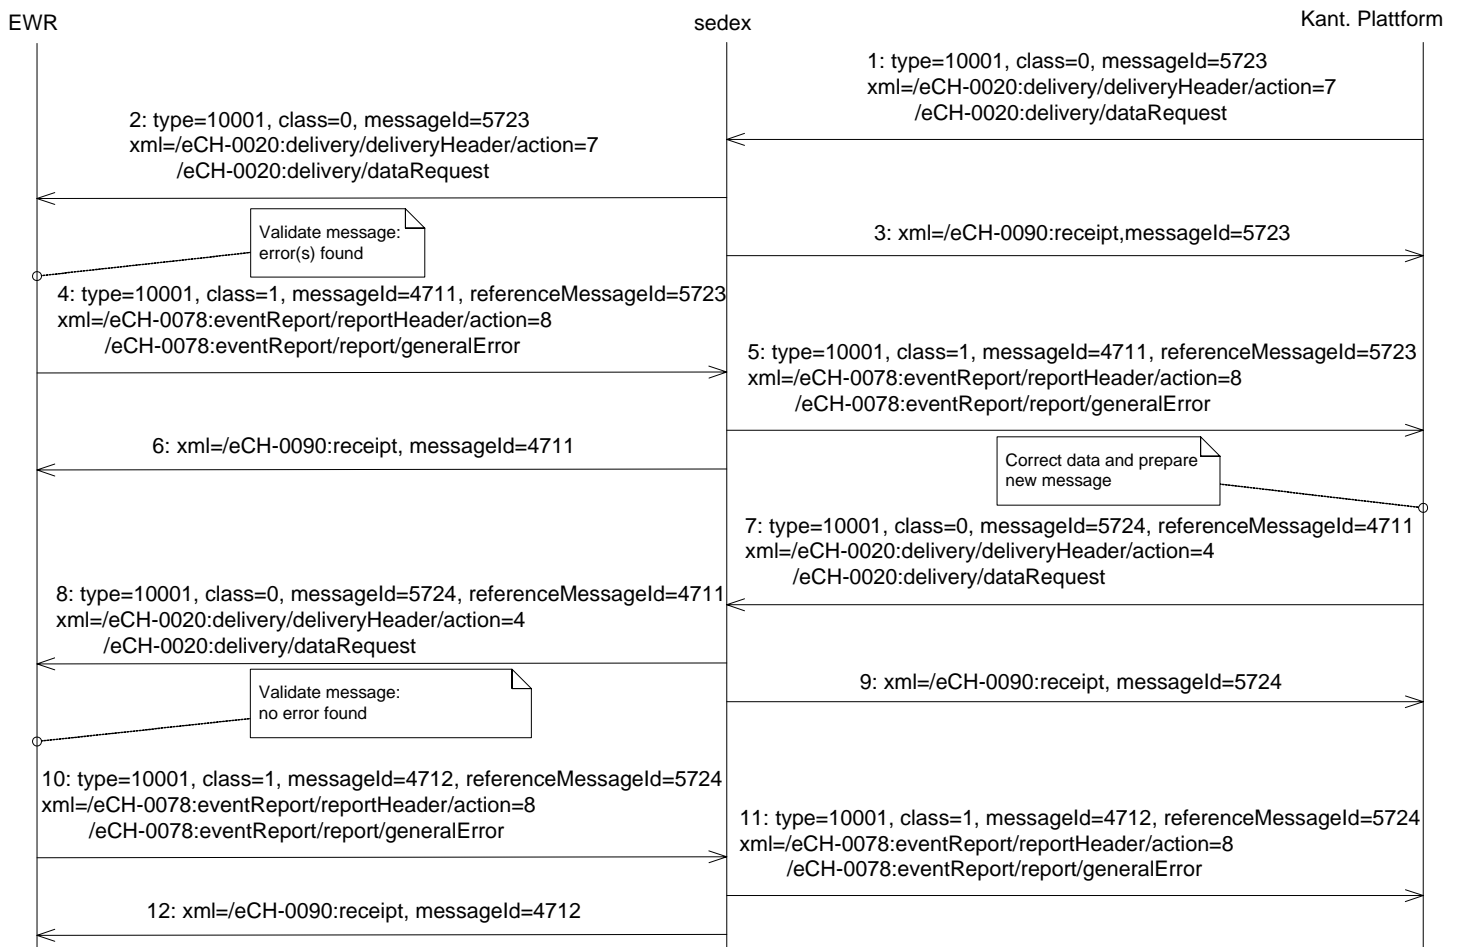 EWR
sedex
Kant. Plattform
1: type=10001, class=0, messageId=5723
xml=/eCH-0020:delivery/deliveryHeader/action=7
/eCH-0020:delivery/dataRequest
2: type=10001, class=0, messageId=5723
xml=/eCH-0020:delivery/deliveryHeader/action=7
/eCH-0020:delivery/dataRequest
Validate message:
error(s) found
3: xml=/eCH-0090:receipt,messageId=5723
4: type=10001, class=1, messageId=4711, referenceMessageId=5723
xml=/eCH-0078:eventReport/reportHeader/action=8
/eCH-0078:eventReport/report/generalError
5: type=10001, class=1, messageId=4711, referenceMessageId=5723
xml=/eCH-0078:eventReport/reportHeader/action=8
/eCH-0078:eventReport/report/generalError
6: xml=/eCH-0090:receipt, messageId=4711
Correct data and prepare
new message
7: type=10001, class=0, messageId=5724, referenceMessageId=4711
xml=/eCH-0020:delivery/deliveryHeader/action=4
/eCH-0020:delivery/dataRequest
8: type=10001, class=0, messageId=5724, referenceMessageId=4711
xml=/eCH-0020:delivery/deliveryHeader/action=4
/eCH-0020:delivery/dataRequest
Validate message:
no error found
9: xml=/eCH-0090:receipt, messageId=5724
10: type=10001, class=1, messageId=4712, referenceMessageId=5724
xml=/eCH-0078:eventReport/reportHeader/action=8
/eCH-0078:eventReport/report/generalError
11: type=10001, class=1, messageId=4712, referenceMessageId=5724
xml=/eCH-0078:eventReport/reportHeader/action=8
/eCH-0078:eventReport/report/generalError
12: xml=/eCH-0090:receipt, messageId=4712